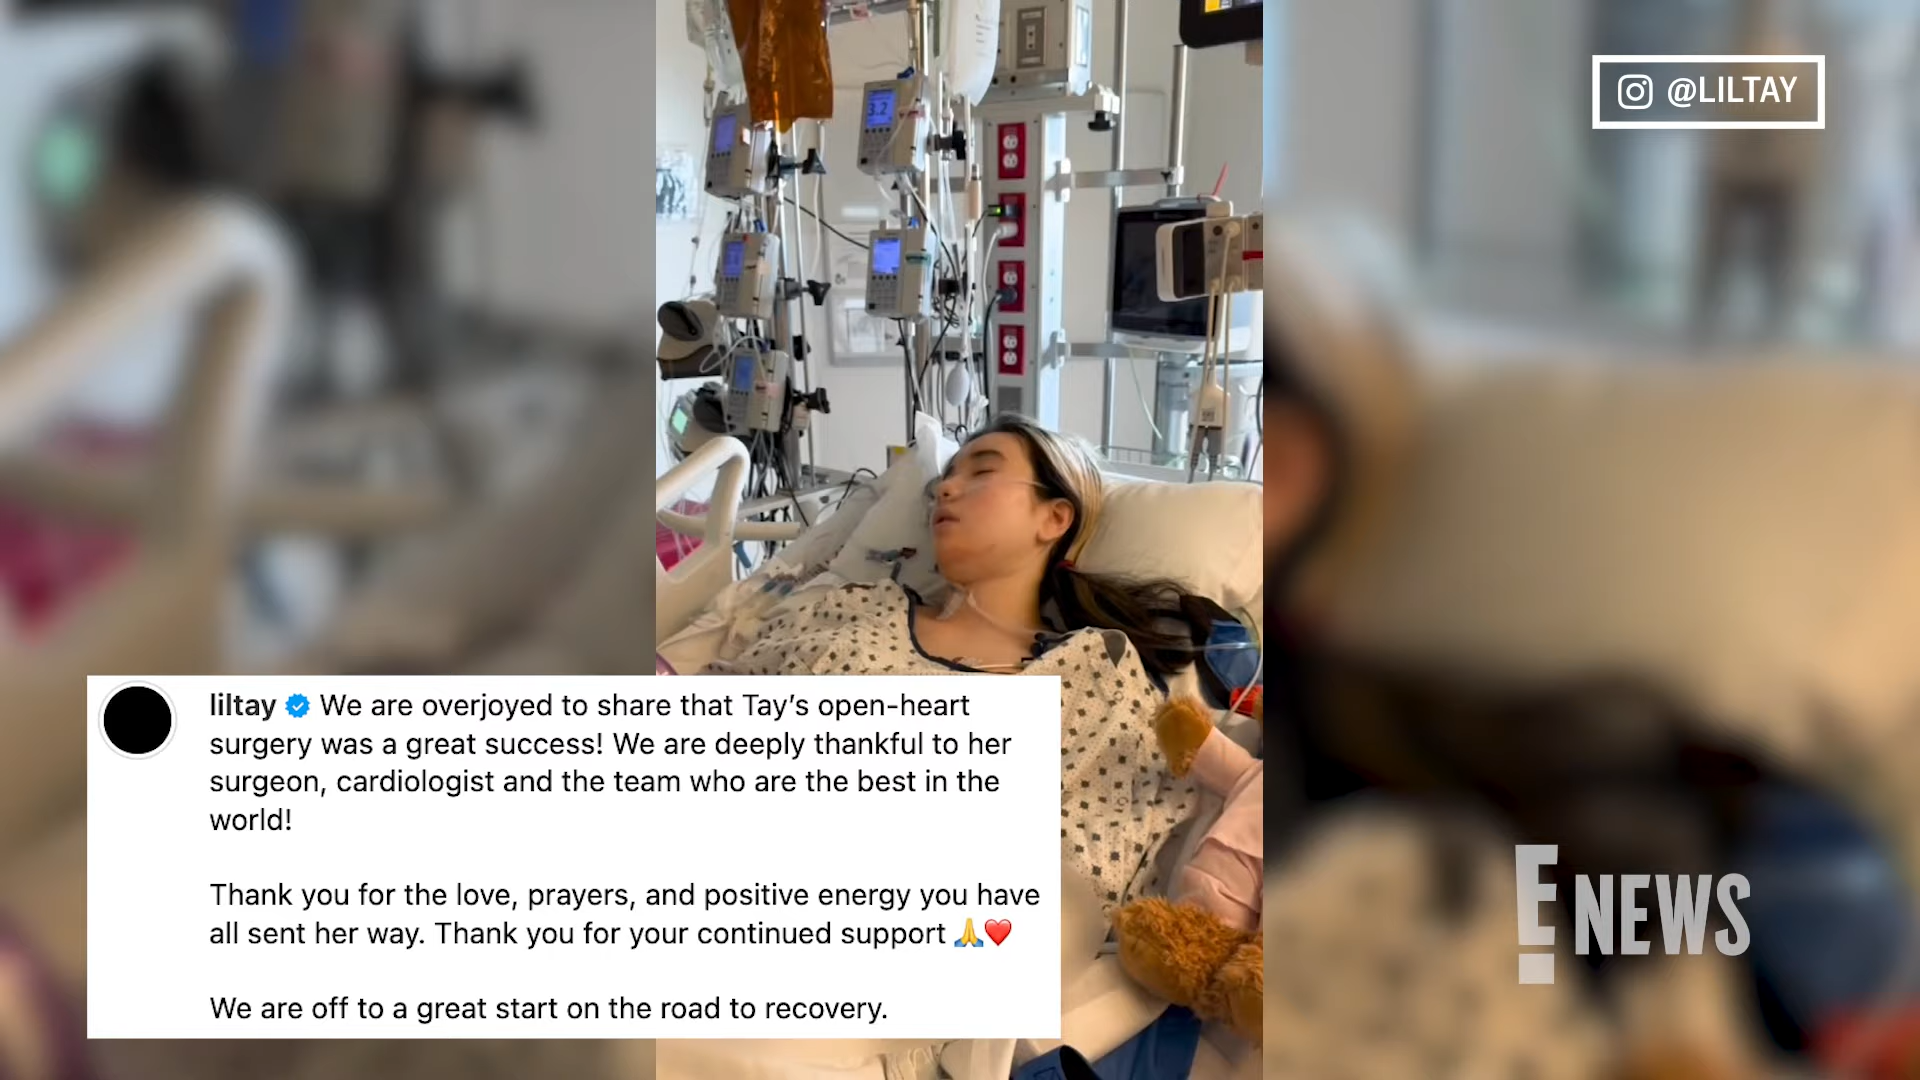 @LILTAY
3.2
liltay We are overjoyed to share that Tay’s open-heart
surgery was a great success! We are deeply thankful to her
surgeon, cardiologist and the team who are the best in the
world!
Thank you for the love, prayers, and positive energy you have
all sent her way. Thank you for your continued support 🙏❤️
We are off to a great start on the road to recovery.
E! NEWS